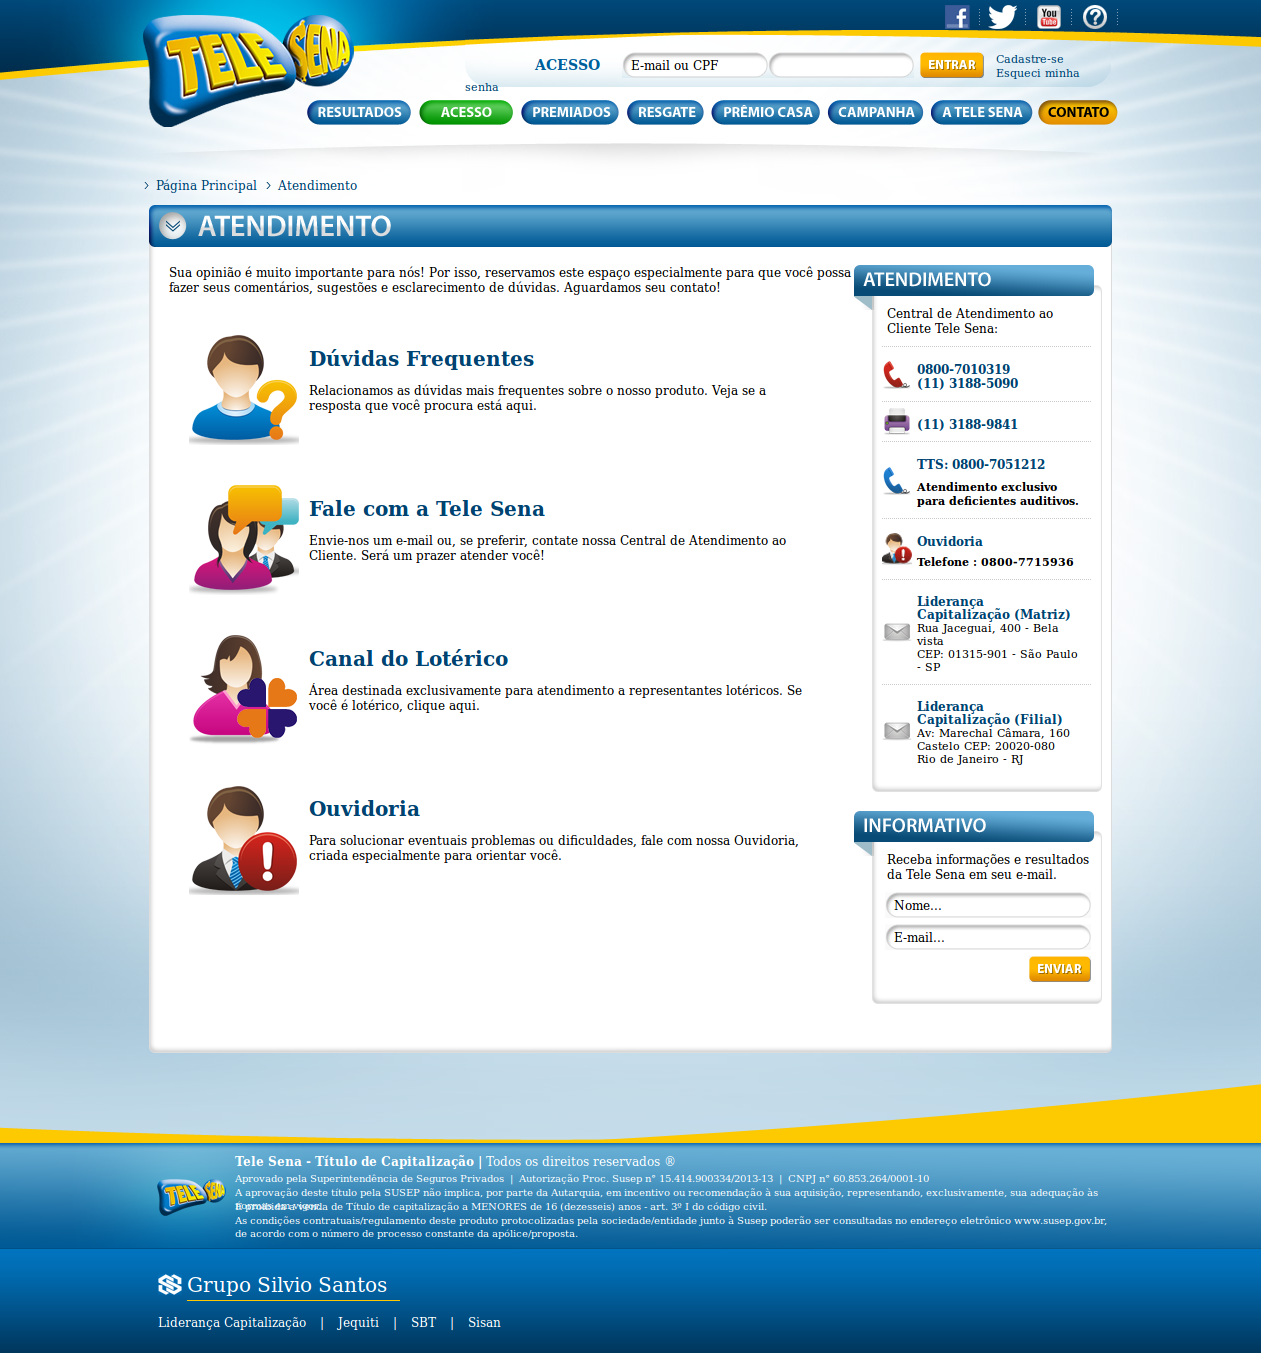 TELE SENA
You Tube
ACESSO
E-mail ou CPF
ENTRAR
Cadastre-se
Esqueci minha
senha
RESULTADOS ACESSO PREMIADOS RESGATE PRÊMIO CASA CAMPANHA A TELE SENA CONTATO
Página Principal Atendimento
ATENDIMENTO
Sua opinião é muito importante para nós! Por isso, reservamos este espaço especialmente para que você possa
fazer seus comentários, sugestões e esclarecimento de dúvidas. Aguardamos seu contato!
Dúvidas Frequentes
Relacionamos as dúvidas mais frequentes sobre o nosso produto. Veja se a
resposta que você procura está aqui.
Fale com a Tele Sena
Envie-nos um e-mail ou, se preferir, contate nossa Central de Atendimento ao
Cliente. Será um prazer atender você!
Canal do Lotérico
Área destinada exclusivamente para atendimento a representantes lotéricos. Se
você é lotérico, clique aqui.
Ouvidoria
Para solucionar eventuais problemas ou dificuldades, fale com nossa Ouvidoria,
criada especialmente para orientar você.
ATENDIMENTO
Central de Atendimento ao
Cliente Tele Sena:
0800-7010319
(11) 3188-5090
(11) 3188-9841
TTS: 0800-7051212
Atendimento exclusivo
para deficientes auditivos.
Ouvidoria
Telefone : 0800-7715936
Liderança
Capitalização (Matriz)
Rua Jaceguai, 400 - Bela
vista
CEP: 01315-901 - São Paulo
- SP
Liderança
Capitalização (Filial)
Av: Marechal Câmara, 160
Castelo CEP: 20020-080
Rio de Janeiro - RJ
INFORMATIVO
Receba informações e resultados
da Tele Sena em seu e-mail.
Nome...
E-mail...
ENVIAR
TELE SENA
Tele Sena - Título de Capitalização | Todos os direitos reservados ®
Aprovado pela Superintendência de Seguros Privados | Autorização Proc. Susep n° 15.414.900334/2013-13 | CNPJ n° 60.853.264/0001-10
A aprovação deste título pela SUSEP não implica, por parte da Autarquia, em incentivo ou recomendação à sua aquisição, representando, exclusivamente, sua adequação às
É proibida a venda de Título de capitalização a MENORES de 16 (dezesseis) anos - art. 3º I do código civil.
As condições contratuais/regulamento deste produto protocolizadas pela sociedade/entidade junto à Susep poderão ser consultadas no endereço eletrônico www.susep.gov.br,
de acordo com o número de processo constante da apólice/proposta.
Grupo Silvio Santos
Liderança Capitalização | Jequiti | SBT | Sisan